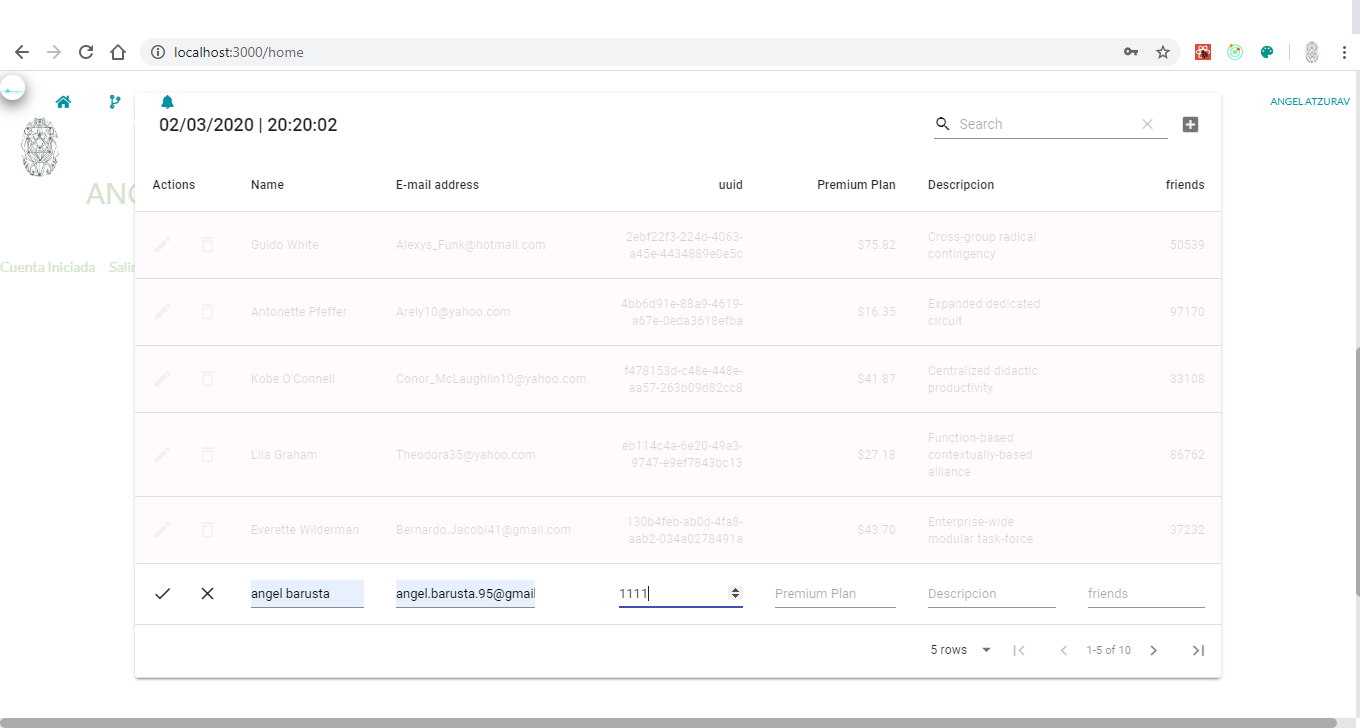 localhost:3000/home
ANGEL ATZURAV
02/03/2020 | 20:20:02
Search
ANG
Actions Name E-mail address uuid Premium Plan Descripcion friends
Guido White Alexys_Funk@hotmail.com 2ebf22f3-224d-4063-
a45e-4434889e0e5c $75.82 Cross-group radical
contingency 50539
Cuenta Iniciada Salir
Antonette Pfeffer Arely10@yahoo.com 4bb6d91e-88a9-4619-
a67e-0eda3618efba $16.35 Expanded dedicated
circuit 97170
Kobe O'Connell Conor_McLaughlin10@yahoo.com f478153d-c48e-448e-
aa57-263b09d82cc8 $41.87 Centralized didactic
productivity 33108
Lila Graham Theodora35@yahoo.com eb114c4a-6e20-49a3-
9747-e9ef7843bc13 $27.18 Function-based
contextually-based
alliance 86762
Everette Wilderman Bernardo.Jacobi41@gmail.com 130b4feb-ab0d-4fa8-
aab2-034a0278491a $43.70 Enterprise-wide
modular task-force 37232
angel barusta angel.barusta.95@gmail 1111 Premium Plan Descripcion friends
5 rows 1-5 of 10